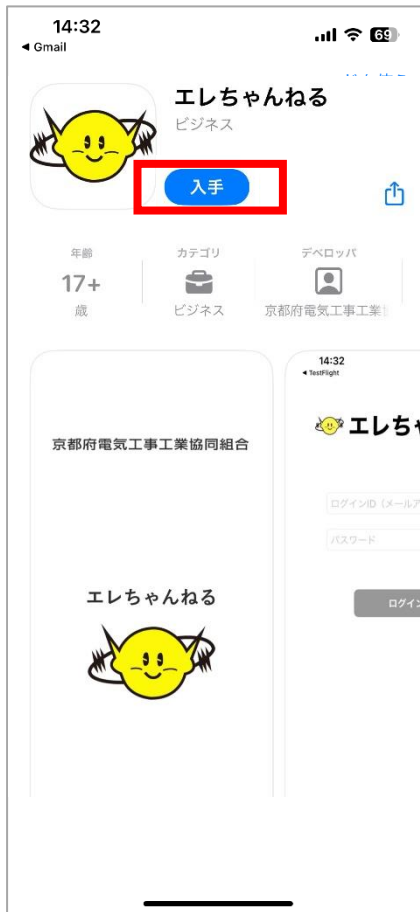 14:32
◀ Gmail
69
エレちゃんねる
ビジネス
入手
年齢
カテゴリ
デベロッパ
17+
歳
ビジネス
京都府電気工事工業
京都府電気工事工業協同組合
エレちゃんねる
14:32
◀ TestFlight
エレちゃ
ログインID（メールア
パスワード
ログイン